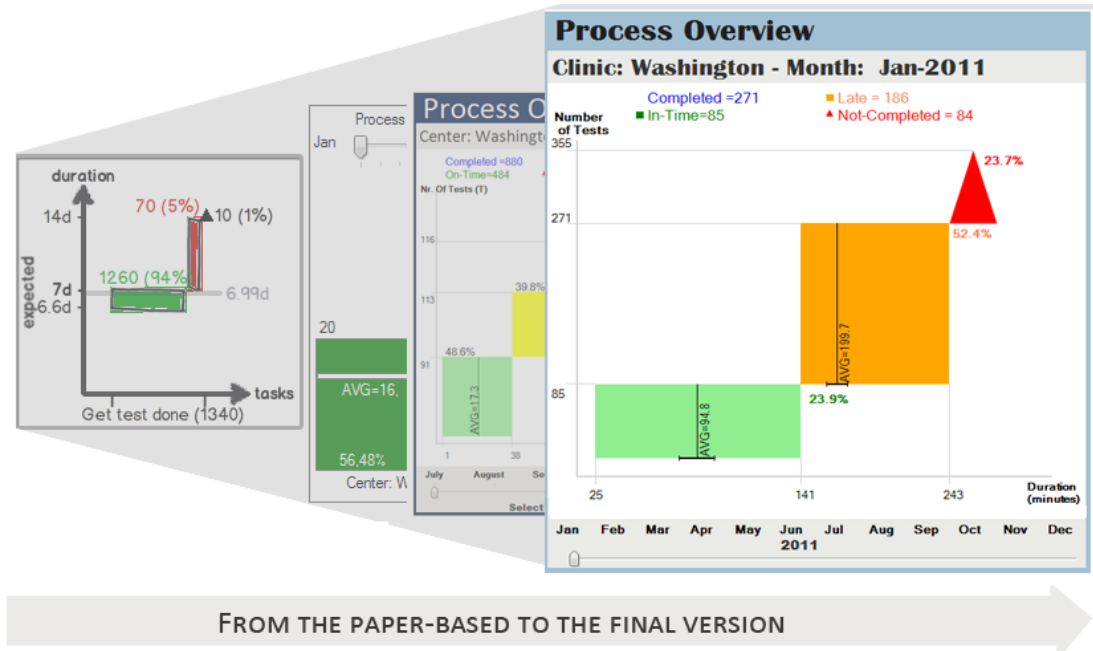 duration
14d
70 (5%)
10 (1%)
expected
1260 (94%
7d
6.6d
6.99d
tasks
Get test done (1340)
Process
Jan
20
AVG=16,
56,48%
Center: W
Process O
Center: Washingt
Completed =880
On-Time=484
Nr. Of Tests (T)
116
113
39.8%
91
48.6%
AVG=17.3
1
38
July August Se
Select
Process Overview
Clinic: Washington - Month: Jan-2011
Completed =271
Late = 186
In-Time=85
Not-Completed = 84
Number
of Tests
355
23.7%
271
52.4%
AVG=199.7
85
23.9%
AVG=94.8
25
141
243
Duration
(minutes)
Jan Feb Mar Apr May Jun Jul Aug Sep Oct Nov Dec
2011
From the paper-based to the final version